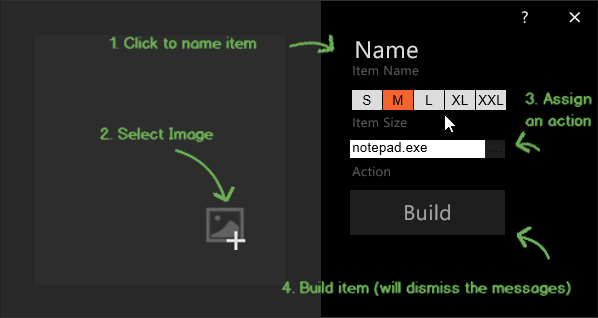 ? ×
1. Click to name item
Name
Item Name
S M L XL XXL
3. Assign
an action
Item Size
2. Select Image
notepad.exe ...
Action
Build
4. Build item (will dismiss the messages)